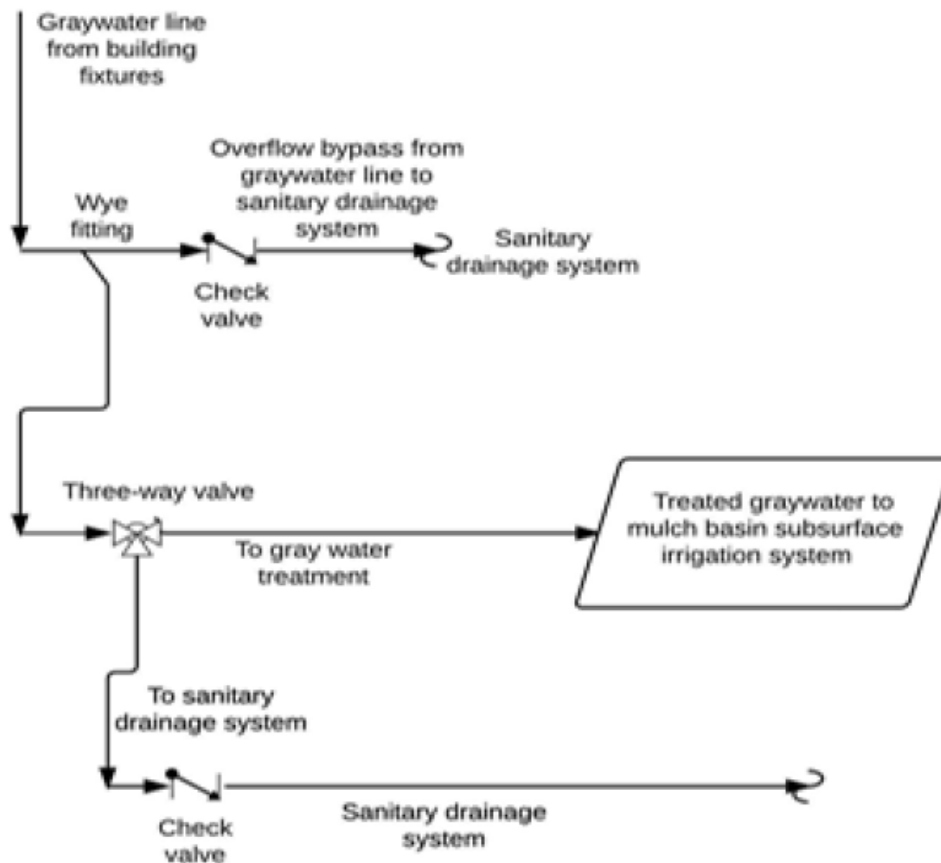 Graywater line
from building
fixtures
Overflow bypass from
graywater line to
sanitary drainage
system
Wye
fitting
Sanitary
drainage system
Check
valve
Three-way valve
To gray water
treatment
Treated graywater to
mulch basin subsurface
irrigation system
To sanitary
drainage system
Check
valve
Sanitary drainage
system